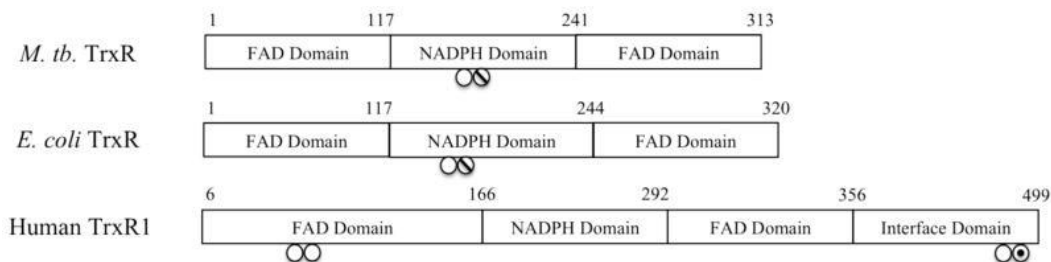 1 117 241 313
M. tb. TrxR FAD Domain NADPH Domain FAD Domain
1 117 244 320
E. coli TrxR FAD Domain NADPH Domain FAD Domain
6 166 292 356 499
Human TrxR1 FAD Domain NADPH Domain FAD Domain Interface Domain